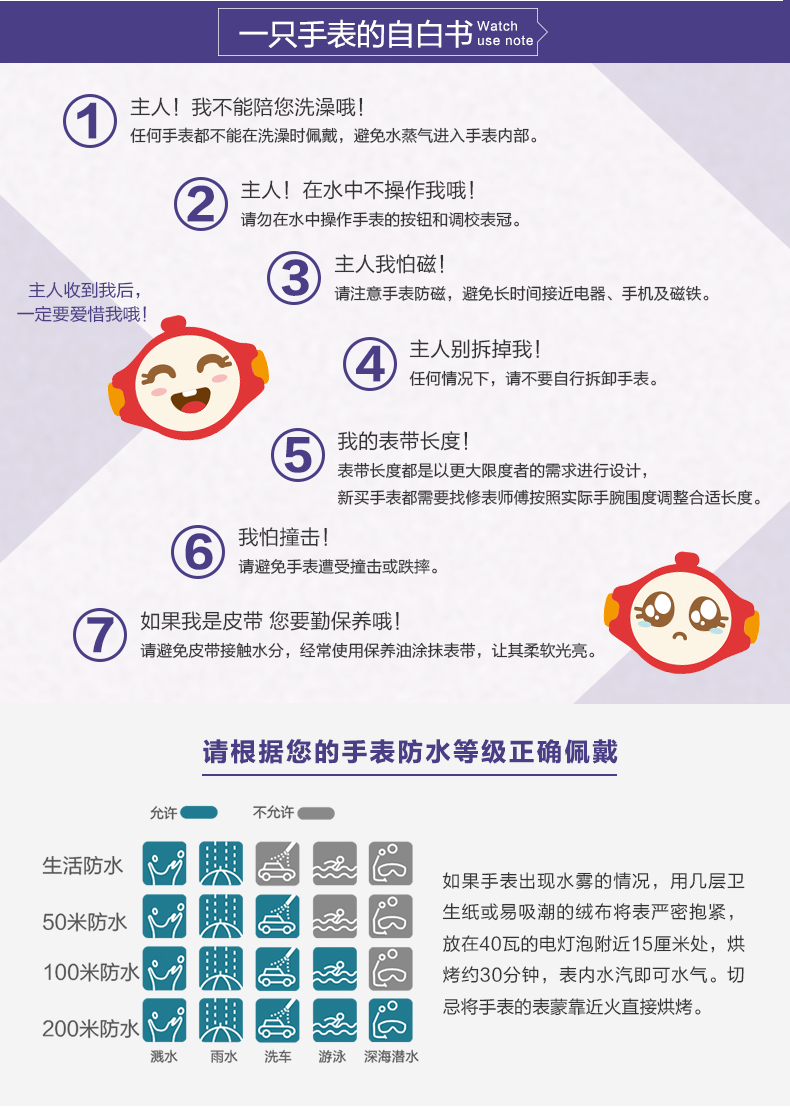 一只手表的自白书
Watch
use note
1
主人！我不能陪您洗澡哦！
任何手表都不能在洗澡时佩戴，避免水蒸气进入手表内部。
2
主人！在水中不操作我哦！
请勿在水中操作手表的按钮和调校表冠。
3
主人我怕磁！
请注意手表防磁，避免长时间接近电器、手机及磁铁。
主人收到我后，
一定要爱惜我哦！
4
主人别拆掉我！
任何情况下，请不要自行拆卸手表。
5
我的表带长度！
表带长度都是以更大限度者的需求进行设计，
新买手表都需要找修表师傅按照实际手腕围度调整合适长度。
6
我怕撞击！
请避免手表遭受撞击或跌摔。
7
如果我是皮带 您要勤保养哦！
请避免皮带接触水分，经常使用保养油涂抹表带，让其柔软光亮。
请根据您的手表防水等级正确佩戴
允许
不允许
生活防水
50米防水
100米防水
200米防水
溅水
雨水
洗车
游泳
深海潜水
如果手表出现水雾的情况，用几层卫
生纸或易吸潮的绒布将表严密抱紧，
放在40瓦的电灯泡附近15厘米处，烘
烤约30分钟，表内水汽即可水气。切
忌将手表的表蒙靠近火直接烘烤。